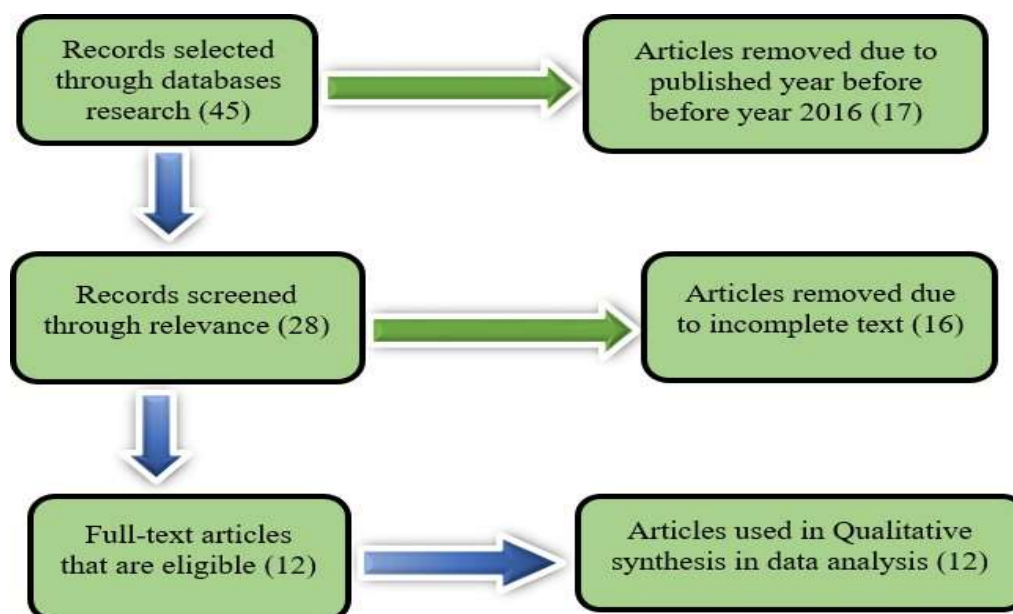 Records selected
through databases
research (45)
Articles removed due to
published year before
before year 2016 (17)
Records screened
through relevance (28)
Articles removed due
to incomplete text (16)
Full-text articles
that are eligible (12)
Articles used in Qualitative
synthesis in data analysis (12)